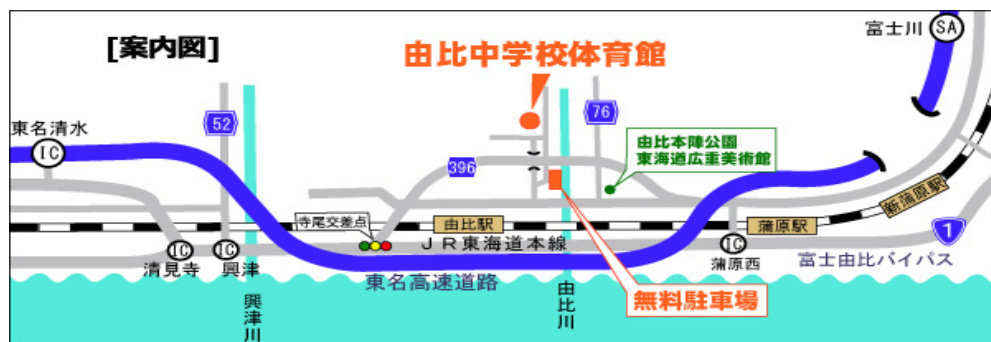 [案内図]
由比中学校体育館
富士川
SA
東名清水
IC
52
76
396
由比本陣公園
東海道広重美術館
寺尾交差点
由比駅
JR東海道本線
蒲原駅
新蒲原駅
1
IC
清見寺
IC
興津
IC
蒲原西
富士由比バイパス
東名高速道路
興津川
由比川
無料駐車場